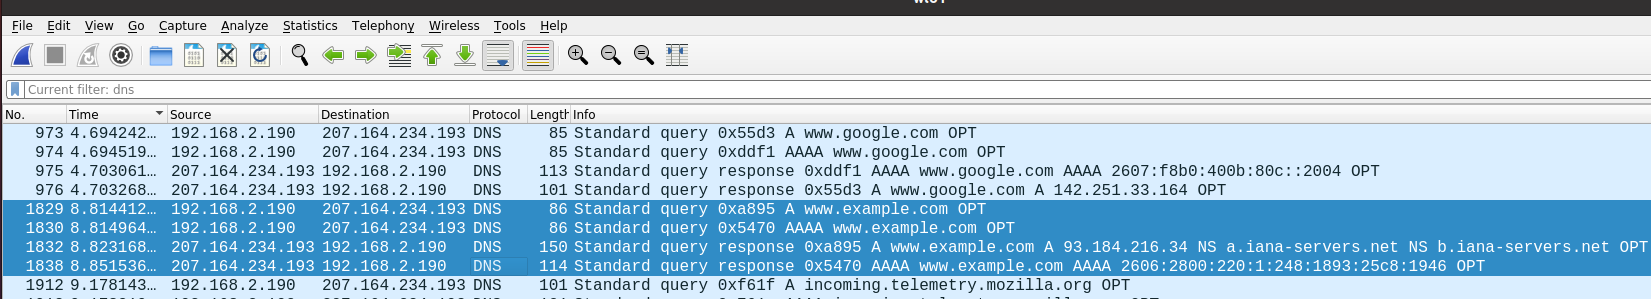 File Edit View Go Capture Analyze Statistics Telephony Wireless Tools Help
Current filter: dns
No. Time Source Destination Protocol Length Info
973 4.694242… 192.168.2.190 207.164.234.193 DNS 85 Standard query 0x55d3 A www.google.com OPT
974 4.694519… 192.168.2.190 207.164.234.193 DNS 85 Standard query 0xddf1 AAAA www.google.com OPT
975 4.703061… 207.164.234.193 192.168.2.190 DNS 113 Standard query response 0xddf1 AAAA www.google.com AAAA 2607:f8b0:400b:80c::2004 OPT
976 4.703268… 207.164.234.193 192.168.2.190 DNS 101 Standard query response 0x55d3 A www.google.com A 142.251.33.164 OPT
1829 8.814412… 192.168.2.190 207.164.234.193 DNS 86 Standard query 0xa895 A www.example.com OPT
1830 8.814964… 192.168.2.190 207.164.234.193 DNS 86 Standard query 0x5470 AAAA www.example.com OPT
1832 8.823168… 207.164.234.193 192.168.2.190 DNS 150 Standard query response 0xa895 A www.example.com A 93.184.216.34 NS a.iana-servers.net NS b.iana-servers.net OPT
1838 8.851536… 207.164.234.193 192.168.2.190 DNS 114 Standard query response 0x5470 AAAA www.example.com AAAA 2606:2800:220:1:248:1893:25c8:1946 OPT
1912 9.178143… 192.168.2.190 207.164.234.193 DNS 101 Standard query 0xf61f A incoming.telemetry.mozilla.org OPT